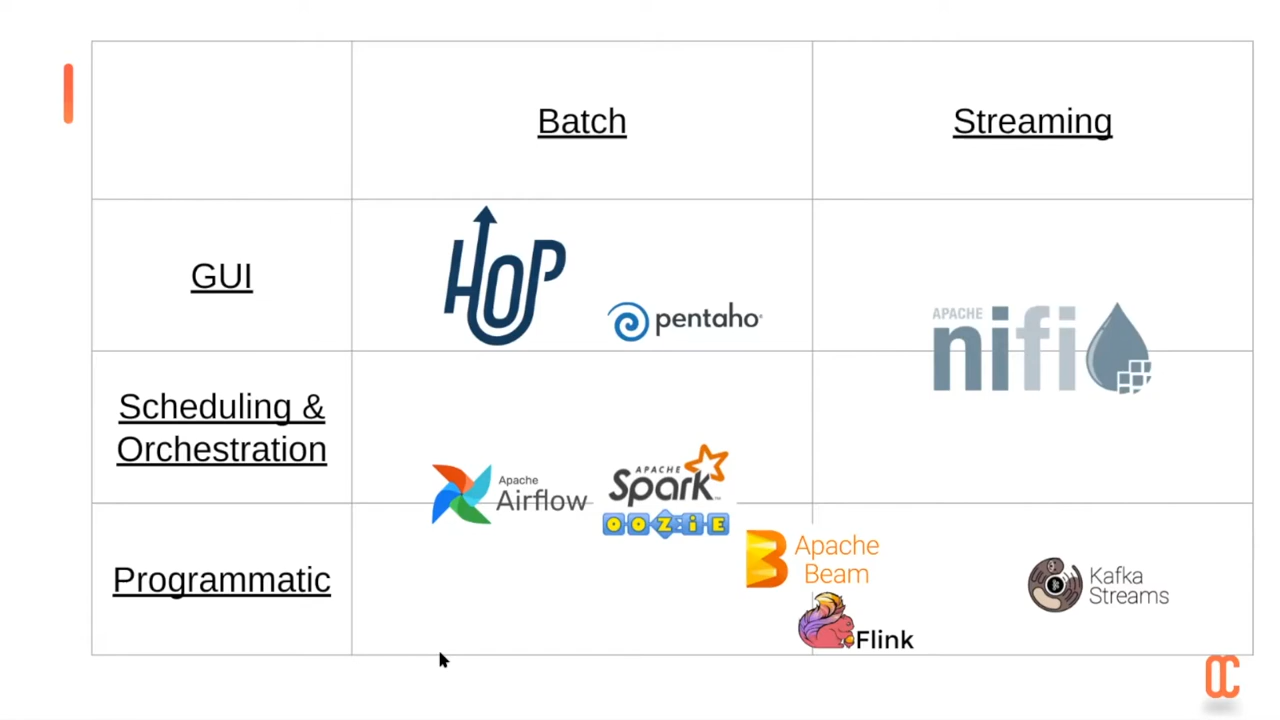 Batch
Streaming
GUI
HOP
pentaho
APACHE
nifi
Scheduling &
Orchestration
Apache
Airflow
APACHE
Spark
OOZiE
Programmatic
Apache
Beam
Kafka
Streams
Flink